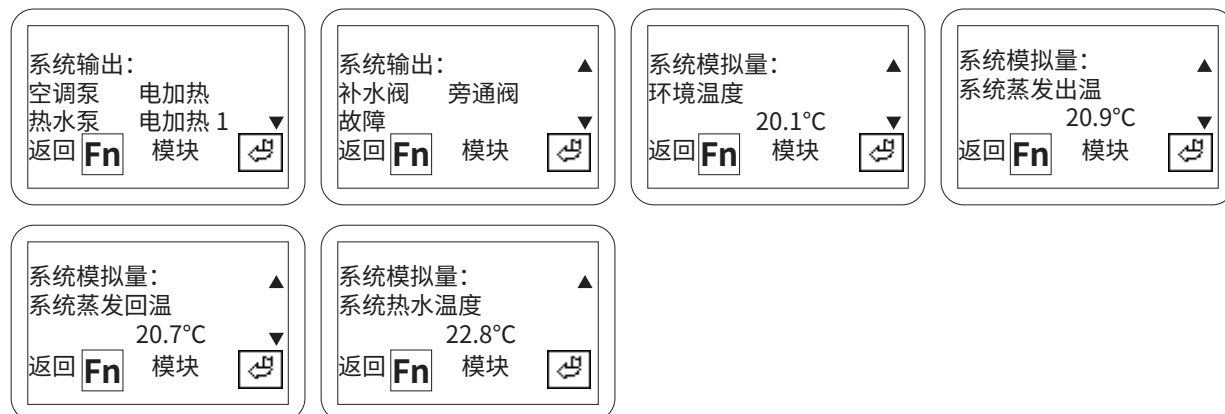 系统输出：
空调泵 电加热
热水泵 电加热 1 ▼
返回 Fn 模块
系统输出： ▲
补水阀 旁通阀
故障 ▼
返回 Fn 模块
系统模拟量： ▲
环境温度
20.1°C ▼
返回 Fn 模块
系统模拟量： ▲
系统蒸发出温
20.9°C ▼
返回 Fn 模块
系统模拟量： ▲
系统蒸发回温
20.7°C ▼
返回 Fn 模块
系统模拟量： ▲
系统热水温度
22.8°C
返回 Fn 模块